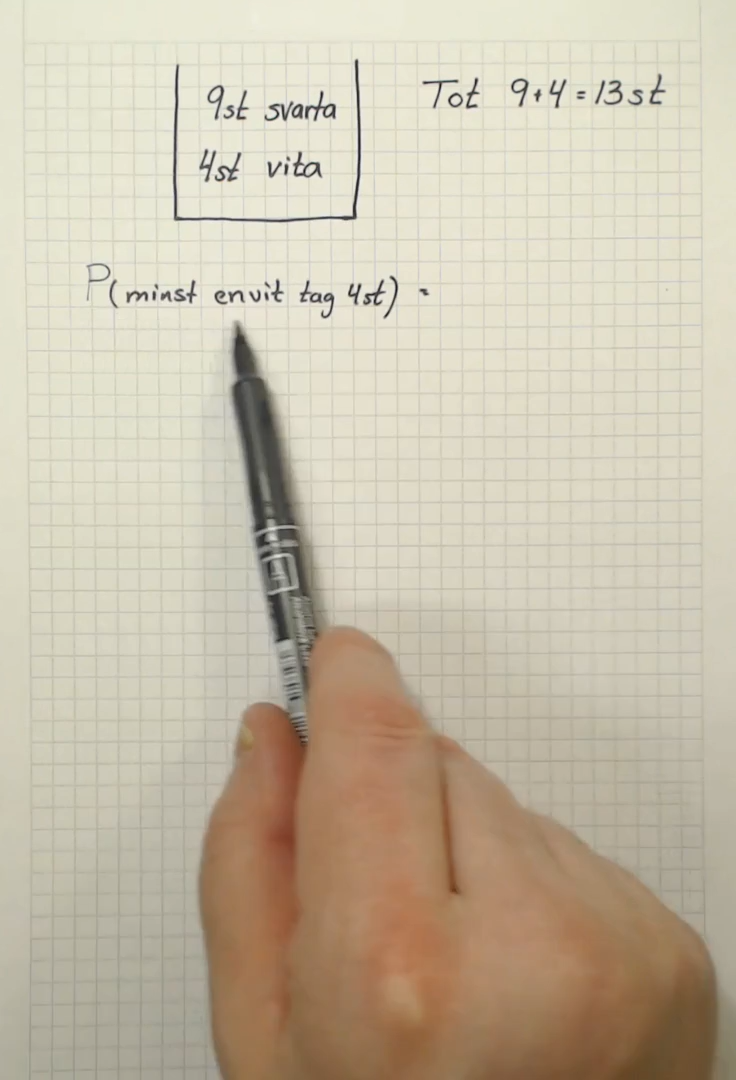 9st svarta
4st vita
Tot 9+4=13st
P(minst en vit tag 4st) =